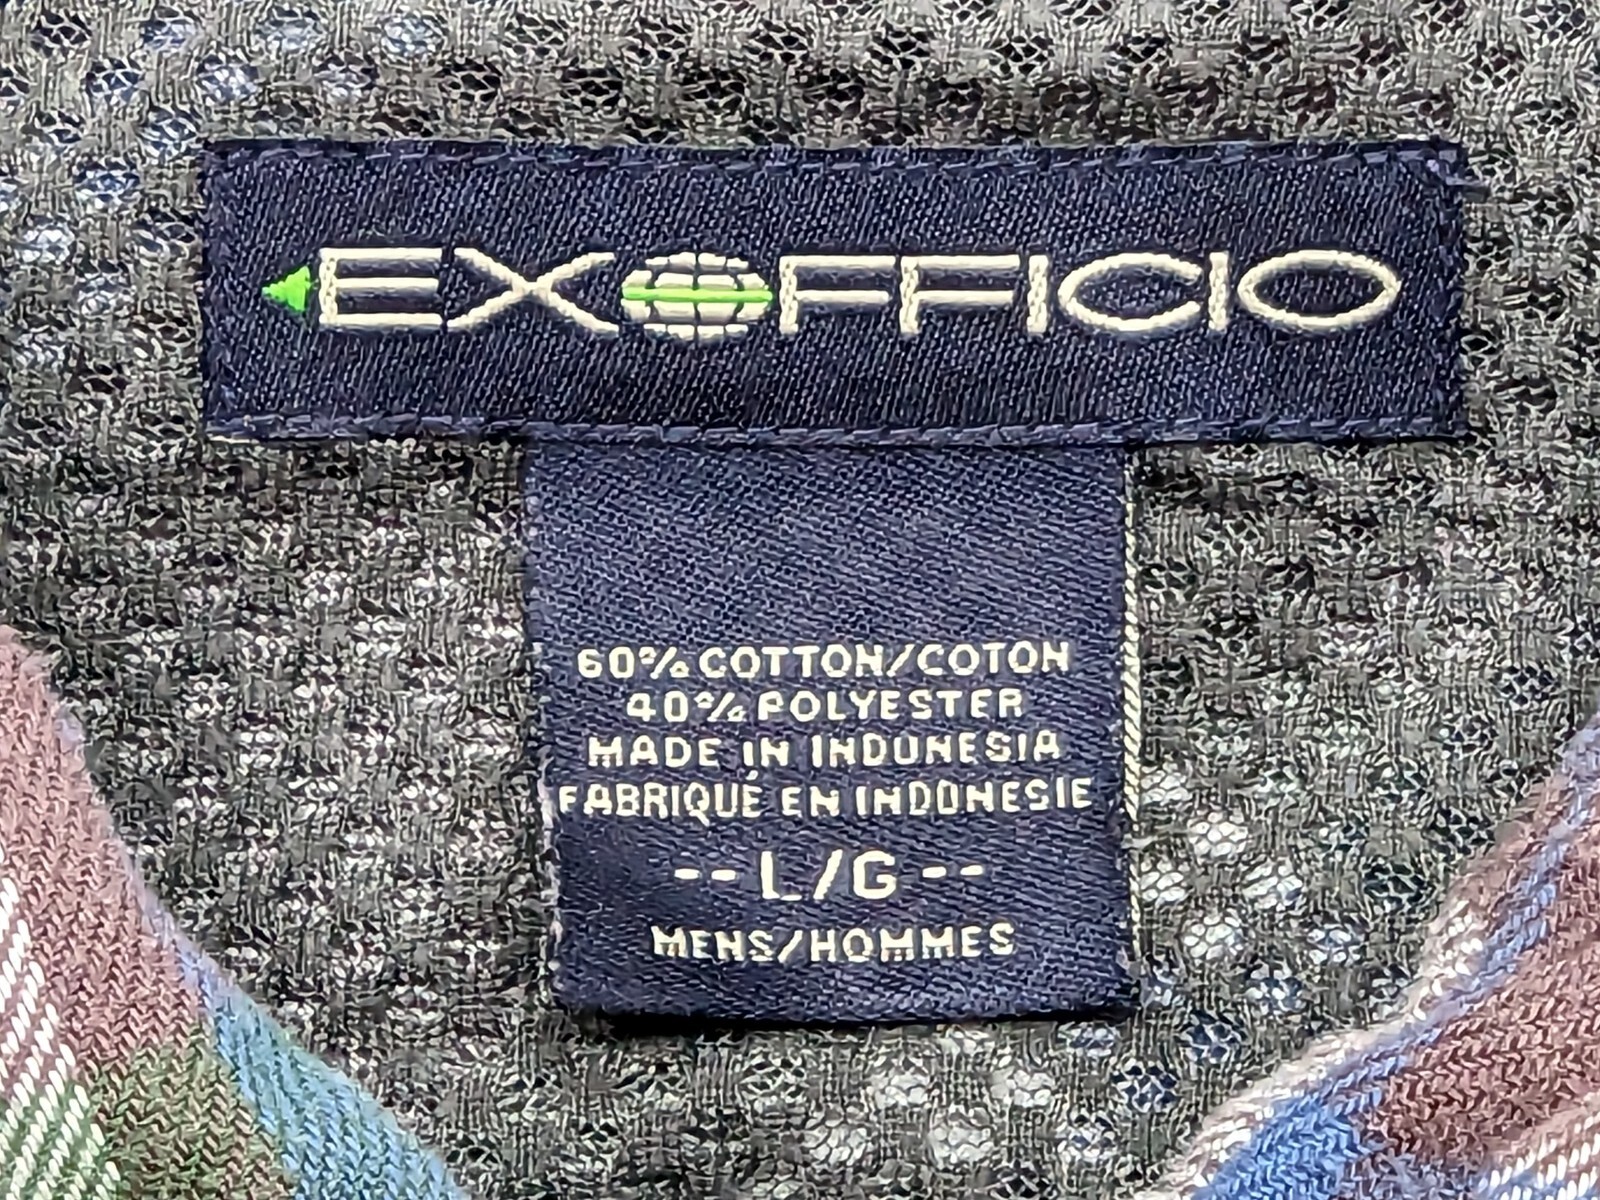 EXOFFICIO
60% COTTON/COTON
40% POLYESTER
MADE IN INDONESIA
FABRIQUÉ EN INDONESIE
-- L/G --
MENS/HOMMES